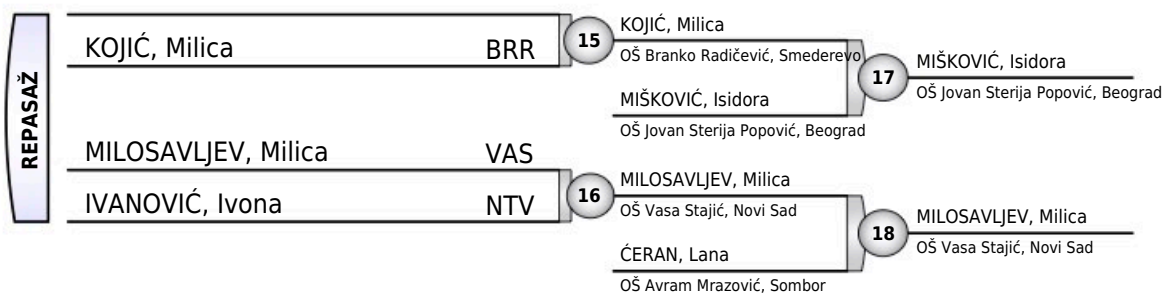 REPASAŽ
KOJIĆ, Milica BRR
MILOSAVLJEV, Milica VAS
IVANOVIĆ, Ivona NTV
15
KOJIĆ, Milica
OŠ Branko Radičević, Smederevo
MIŠKOVIĆ, Isidora
OŠ Jovan Sterija Popović, Beograd
16
MILOSAVLJEV, Milica
OŠ Vasa Stajić, Novi Sad
ĆERAN, Lana
OŠ Avram Mrazović, Sombor
17
MIŠKOVIĆ, Isidora
OŠ Jovan Sterija Popović, Beograd
18
MILOSAVLJEV, Milica
OŠ Vasa Stajić, Novi Sad